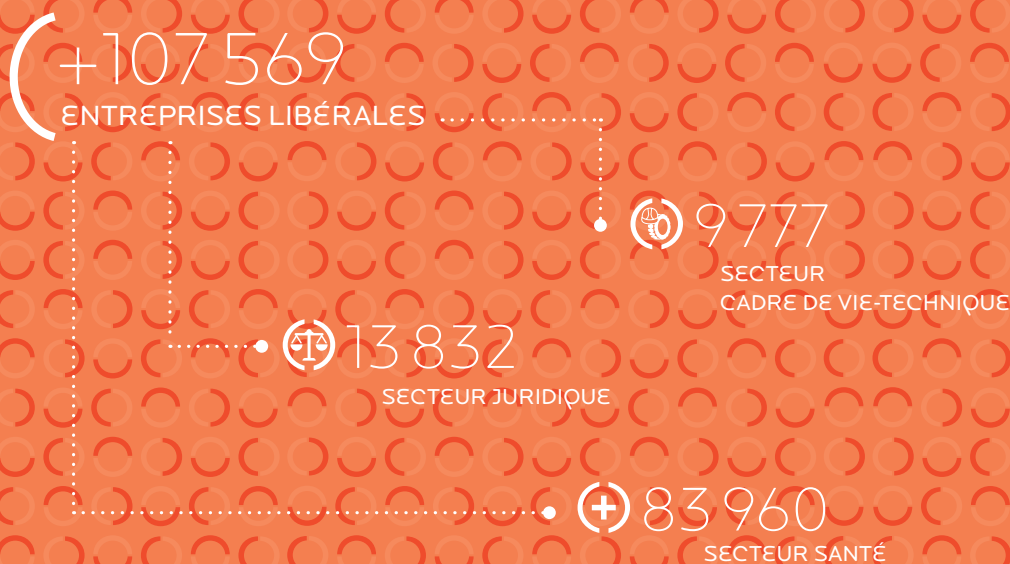 +107 569
ENTREPRISES LIBÉRALES
9 777
SECTEUR
CADRE DE VIE-TECHNIQUE
13 832
SECTEUR JURIDIQUE
83 960
SECTEUR SANTÉ